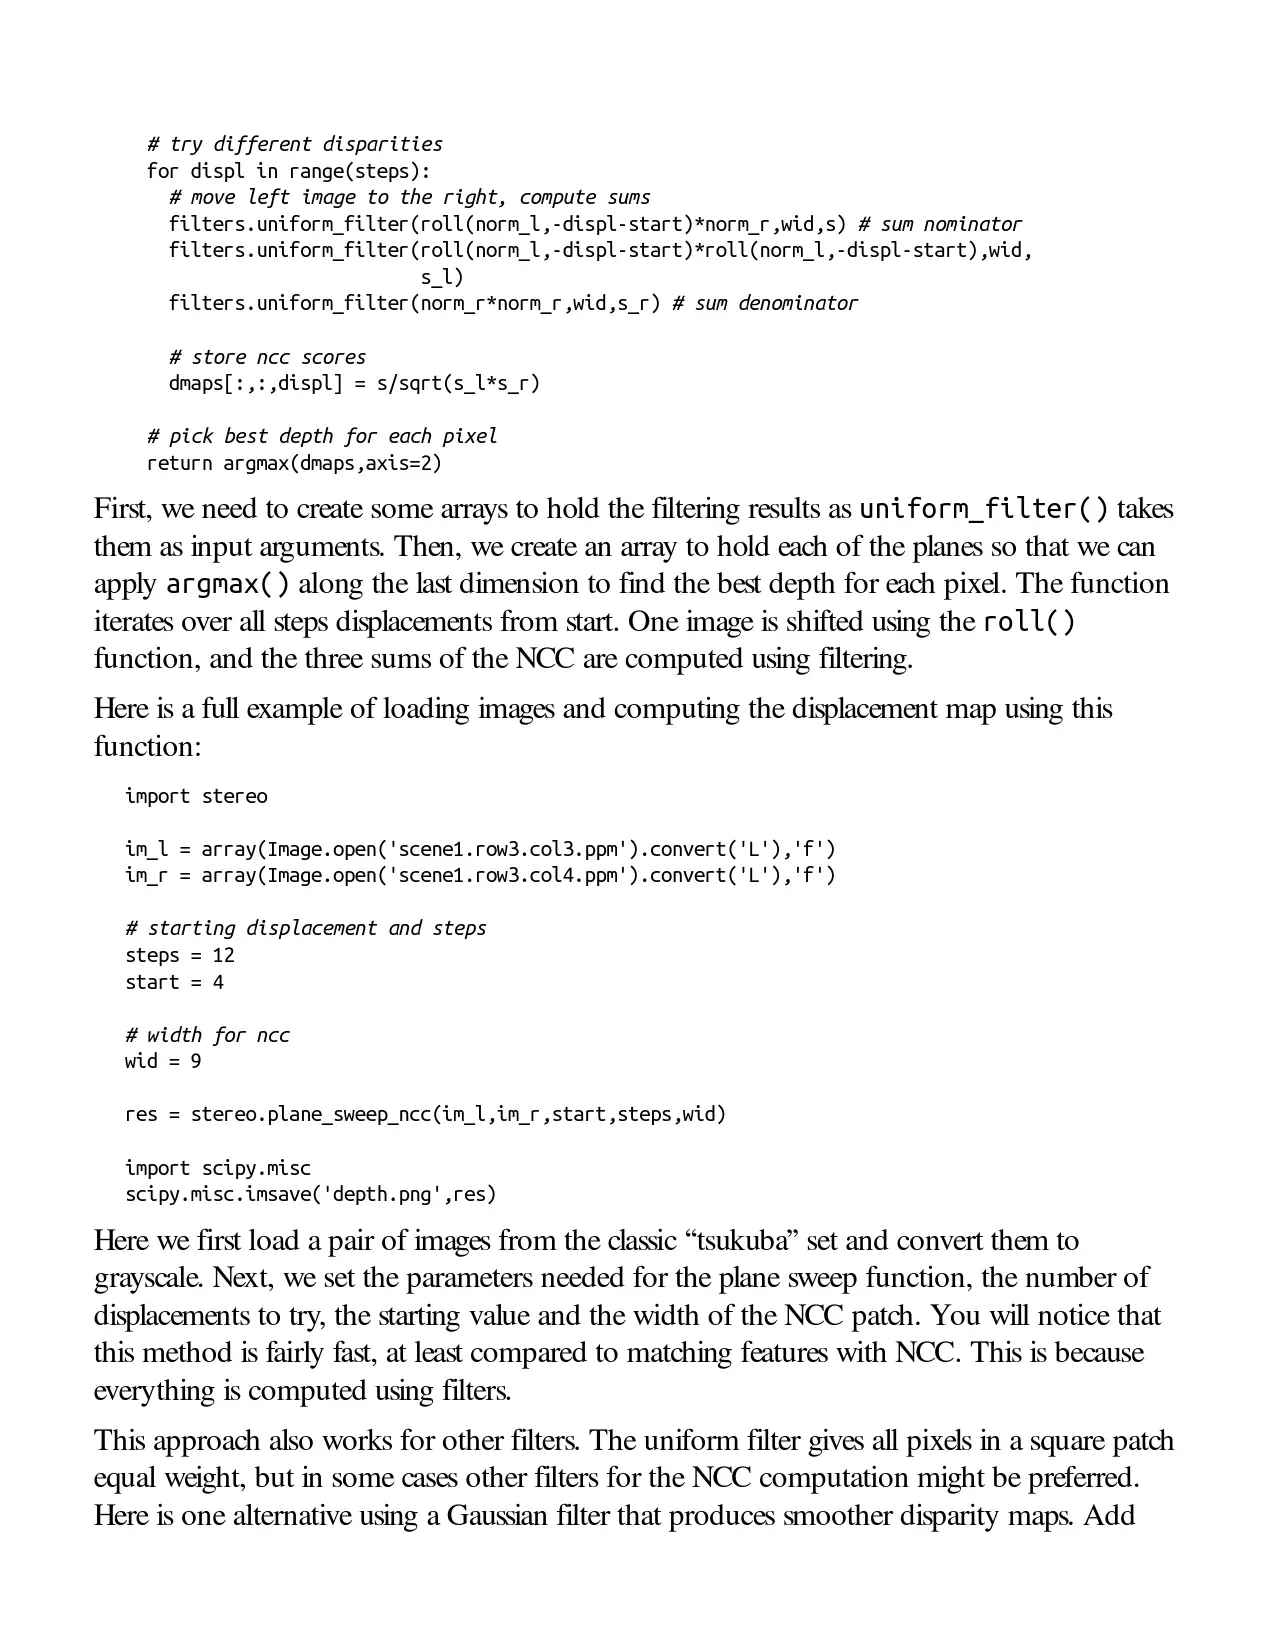 # try different disparities
for displ in range(steps):
# move left image to the right, compute sums
filters.uniform_filter(roll(norm_l,-displ-start)*norm_r,wid,s) # sum nominator
filters.uniform_filter(roll(norm_l,-displ-start)*roll(norm_l,-displ-start),wid,
s_l)
filters.uniform_filter(norm_r*norm_r,wid,s_r) # sum denominator
# store ncc scores
dmaps[:,:,displ] = s/sqrt(s_l*s_r)
# pick best depth for each pixel
return argmax(dmaps,axis=2)
First, we need to create some arrays to hold the filtering results as uniform_filter() takes
them as input arguments. Then, we create an array to hold each of the planes so that we can
apply argmax() along the last dimension to find the best depth for each pixel. The function
iterates over all steps displacements from start. One image is shifted using the roll()
function, and the three sums of the NCC are computed using filtering.
Here is a full example of loading images and computing the displacement map using this
function:
import stereo
im_l = array(Image.open('scene1.row3.col3.ppm').convert('L'),'f')
im_r = array(Image.open('scene1.row3.col4.ppm').convert('L'),'f')
# starting displacement and steps
steps = 12
start = 4
# width for ncc
wid = 9
res = stereo.plane_sweep_ncc(im_l,im_r,start,steps,wid)
import scipy.misc
scipy.misc.imsave('depth.png',res)
Here we first load a pair of images from the classic “tsukuba” set and convert them to
grayscale. Next, we set the parameters needed for the plane sweep function, the number of
displacements to try, the starting value and the width of the NCC patch. You will notice that
this method is fairly fast, at least compared to matching features with NCC. This is because
everything is computed using filters.
This approach also works for other filters. The uniform filter gives all pixels in a square patch
equal weight, but in some cases other filters for the NCC computation might be preferred.
Here is one alternative using a Gaussian filter that produces smoother disparity maps. Add